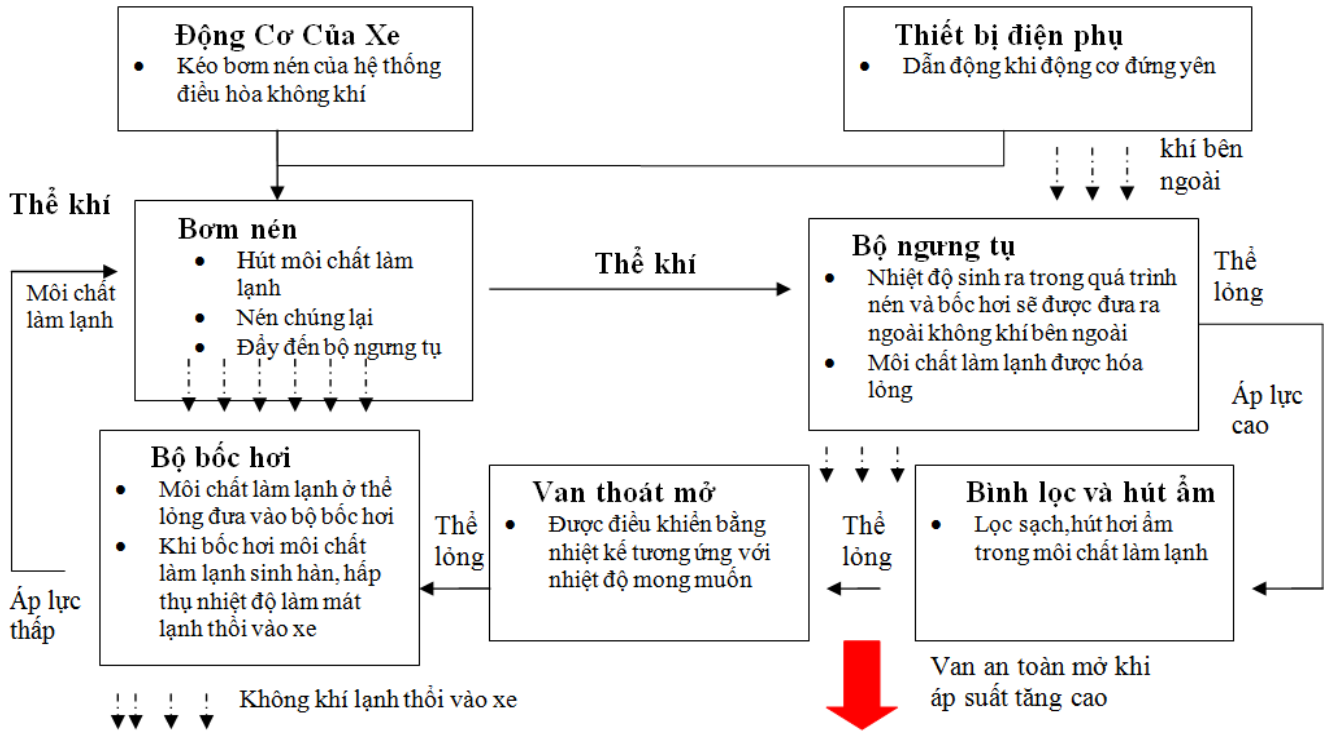 Động Cơ Của Xe
• Kéo bơm nén của hệ thống
điều hòa không khí
Thiết bị điện phụ
• Dẫn động khi động cơ đứng yên
khí bên
ngoài
Thể khí
Môi chất
làm lạnh
Bơm nén
• Hút môi chất làm
lạnh
• Nén chúng lại
• Đẩy đến bộ ngưng tụ
Thể khí
Bộ ngưng tụ
• Nhiệt độ sinh ra trong quá trình
nén và bốc hơi sẽ được đưa ra
ngoài không khí bên ngoài
• Môi chất làm lạnh được hóa
lỏng
Thể
lỏng
Áp lực
cao
Bộ bốc hơi
• Môi chất làm lạnh ở thể
lỏng đưa vào bộ bốc hơi
• Khi bốc hơi môi chất
làm lạnh sinh hàn, hấp
thụ nhiệt độ làm mát
lạnh thổi vào xe
Áp lực
thấp
Thể
lỏng
Van thoát mở
• Được điều khiển bằng
nhiệt kế tương ứng với
nhiệt độ mong muốn
Thể
lỏng
Bình lọc và hút ẩm
• Lọc sạch,hút hơi ẩm
trong môi chất làm lạnh
Không khí lạnh thổi vào xe
Van an toàn mở khi
áp suất tăng cao